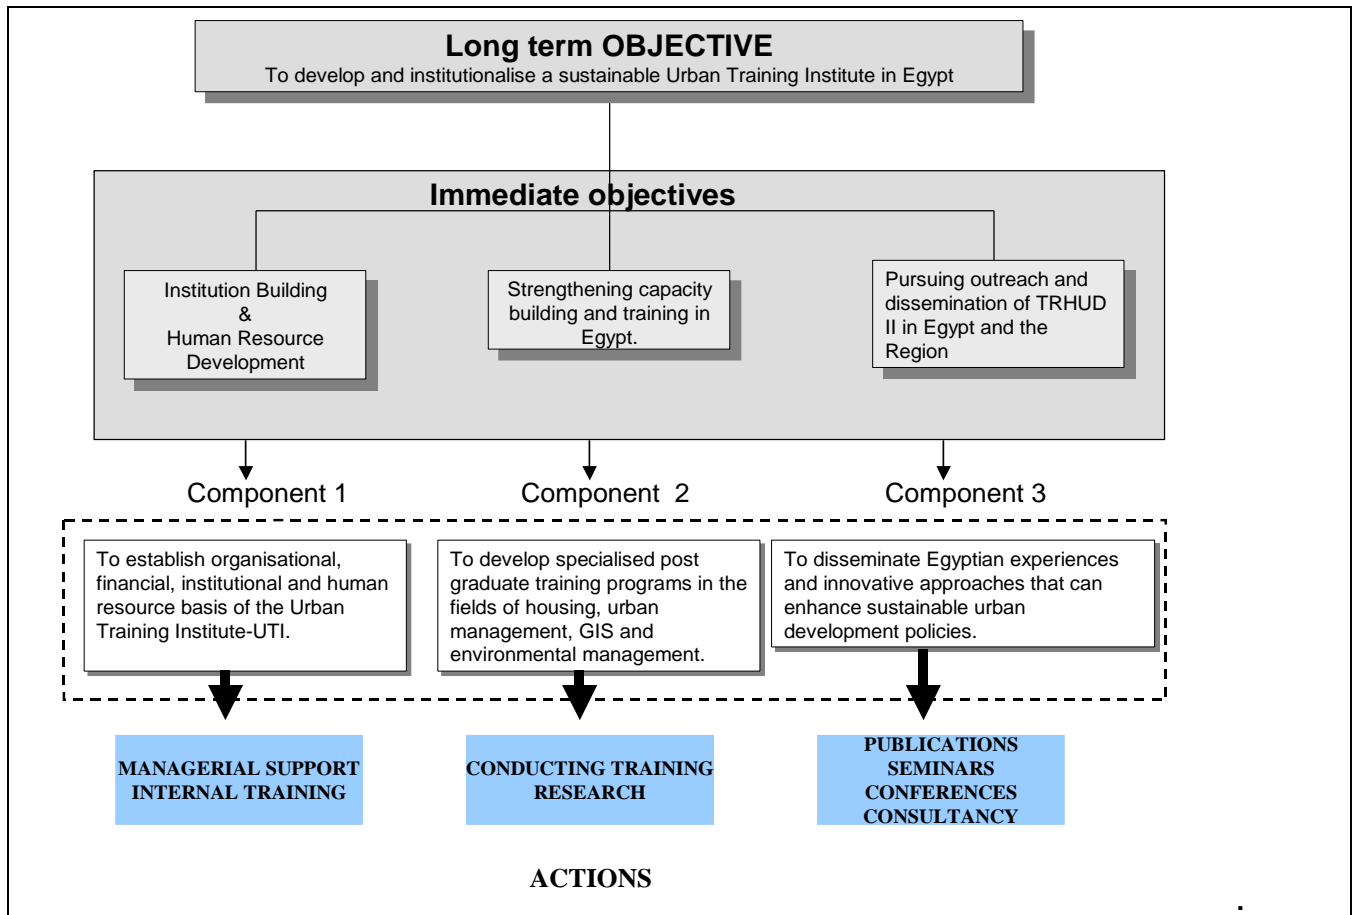 Long term OBJECTIVE
To develop and institutionalise a sustainable Urban Training Institute in Egypt
Immediate objectives
Institution Building
&
Human Resource
Development
Strengthening capacity
building and training in
Egypt.
Pursuing outreach and
dissemination of TRHUD
II in Egypt and the
Region
Component 1
Component 2
Component 3
To establish organisational,
financial, institutional and human
resource basis of the Urban
Training Institute-UTI.
To develop specialised post
graduate training programs in the
fields of housing, urban
management, GIS and
environmental management.
To disseminate Egyptian experiences
and innovative approaches that can
enhance sustainable urban
development policies.
MANAGERIAL SUPPORT
INTERNAL TRAINING
CONDUCTING TRAINING
RESEARCH
PUBLICATIONS
SEMINARS
CONFERENCES
CONSULTANCY
ACTIONS
.